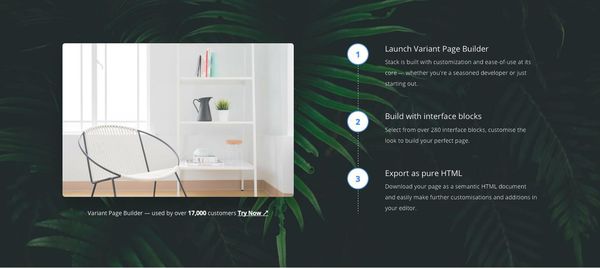 1
Launch Variant Page Builder
Stack is built with customization and ease-of-use at its
core — whether you're a seasoned developer or just
starting out.
2
Build with interface blocks
Select from over 280 interface blocks, customise the
look to build your perfect page.
3
Export as pure HTML
Download your page as a semantic HTML document
and easily make further customisations and additions in
your editor.
Variant Page Builder — used by over 17,000 customers Try Now ↗